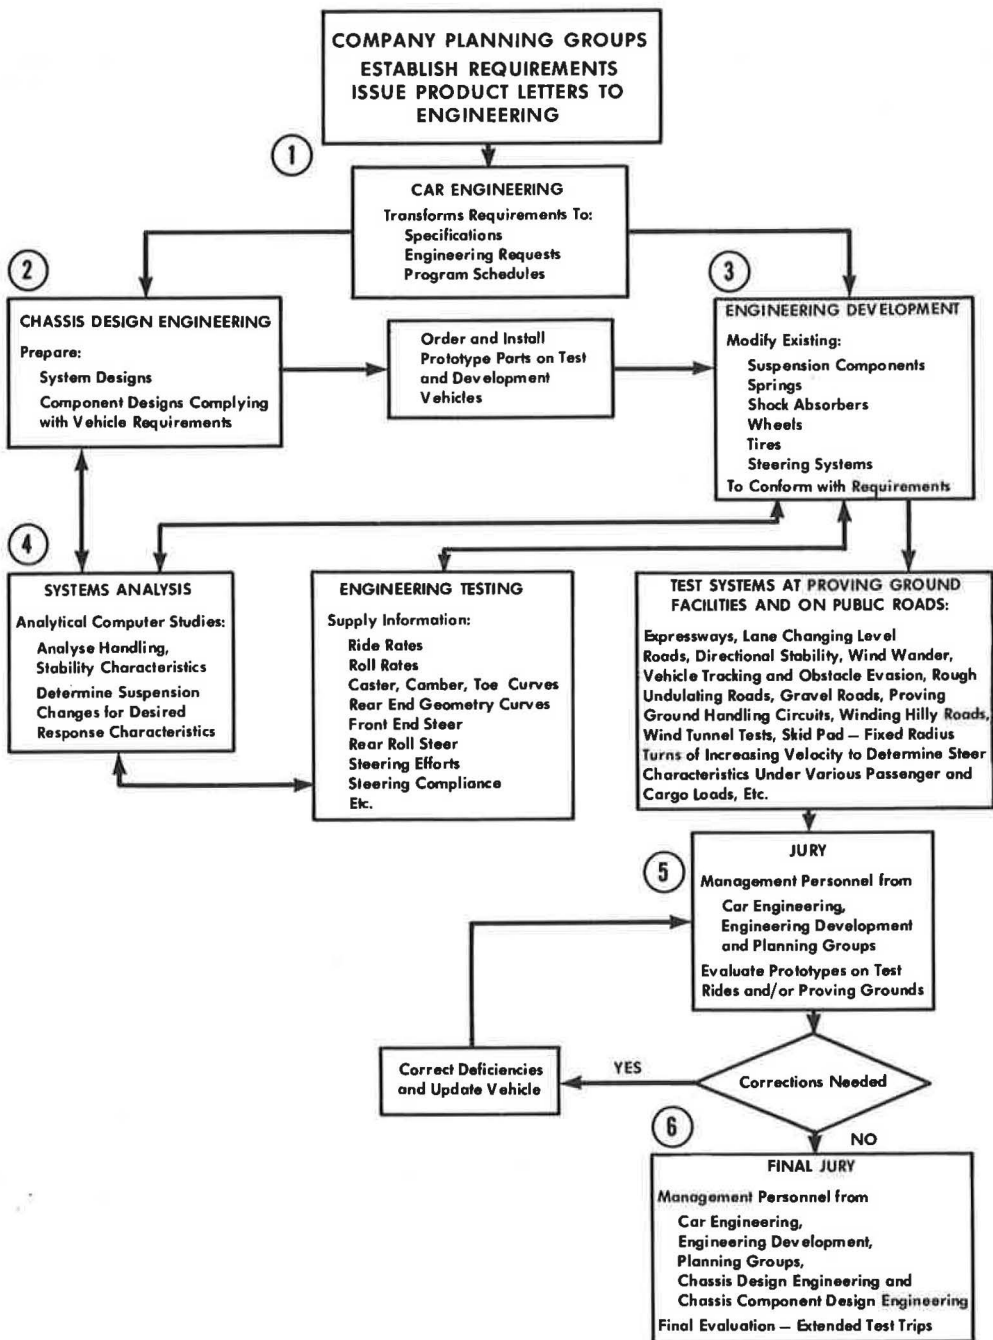 COMPANY PLANNING GROUPS
ESTABLISH REQUIREMENTS
ISSUE PRODUCT LETTERS TO
ENGINEERING
1
CAR ENGINEERING
Transforms Requirements To:
Specifications
Engineering Requests
Program Schedules
2
CHASSIS DESIGN ENGINEERING
Prepare:
System Designs
Component Designs Complying
with Vehicle Requirements
Order and Install
Prototype Parts on Test
and Development
Vehicles
3
ENGINEERING DEVELOPMENT
Modify Existing:
Suspension Components
Springs
Shock Absorbers
Wheels
Tires
Steering Systems
To Conform with Requirements
4
SYSTEMS ANALYSIS
Analytical Computer Studies:
Analyse Handling,
Stability Characteristics
Determine Suspension
Changes for Desired
Response Characteristics
ENGINEERING TESTING
Supply Information:
Ride Rates
Roll Rates
Caster, Camber, Toe Curves
Rear End Geometry Curves
Front End Steer
Rear Roll Steer
Steering Efforts
Steering Compliance
Etc.
TEST SYSTEMS AT PROVING GROUND
FACILITIES AND ON PUBLIC ROADS:
Expressways, Lane Changing Level
Roads, Directional Stability, Wind Wander,
Vehicle Tracking and Obstacle Evasion, Rough
Undulating Roads, Gravel Roads, Proving
Ground Handling Circuits, Winding Hilly Roads,
Wind Tunnel Tests, Skid Pad – Fixed Radius
Turns of Increasing Velocity to Determine Steer
Characteristics Under Various Passenger and
Cargo Loads, Etc.
5
JURY
Management Personnel from
Car Engineering,
Engineering Development
and Planning Groups
Evaluate Prototypes on Test
Rides and/or Proving Grounds
Correct Deficiencies
and Update Vehicle
YES
Corrections Needed
6
NO
FINAL JURY
Management Personnel from
Car Engineering,
Engineering Development,
Planning Groups,
Chassis Design Engineering and
Chassis Component Design Engineering
Final Evaluation – Extended Test Trips